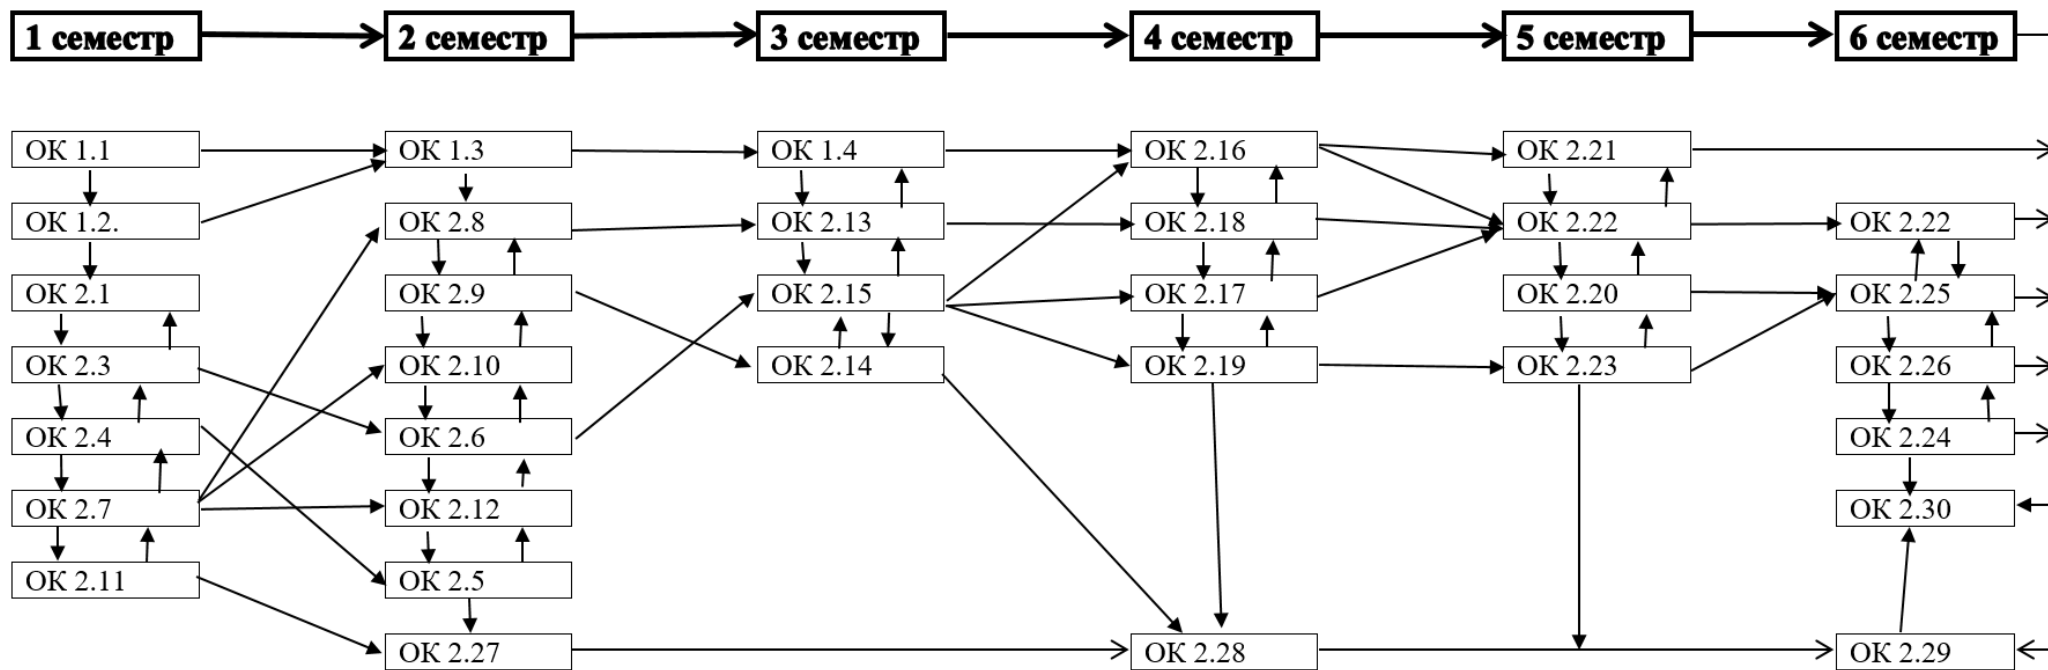 1 семестр 2 семестр 3 семестр 4 семестр 5 семестр 6 семестр
ОК 1.1 ОК 1.3 ОК 1.4 ОК 2.16 ОК 2.21
ОК 1.2. ОК 2.8 ОК 2.13 ОК 2.18 ОК 2.22 ОК 2.22
ОК 2.1 ОК 2.9 ОК 2.15 ОК 2.17 ОК 2.20 ОК 2.25
ОК 2.3 ОК 2.10 ОК 2.14 ОК 2.19 ОК 2.23 ОК 2.26
ОК 2.4 ОК 2.6 ОК 2.24
ОК 2.7 ОК 2.12 ОК 2.30
ОК 2.11 ОК 2.5
ОК 2.27 ОК 2.28 ОК 2.29